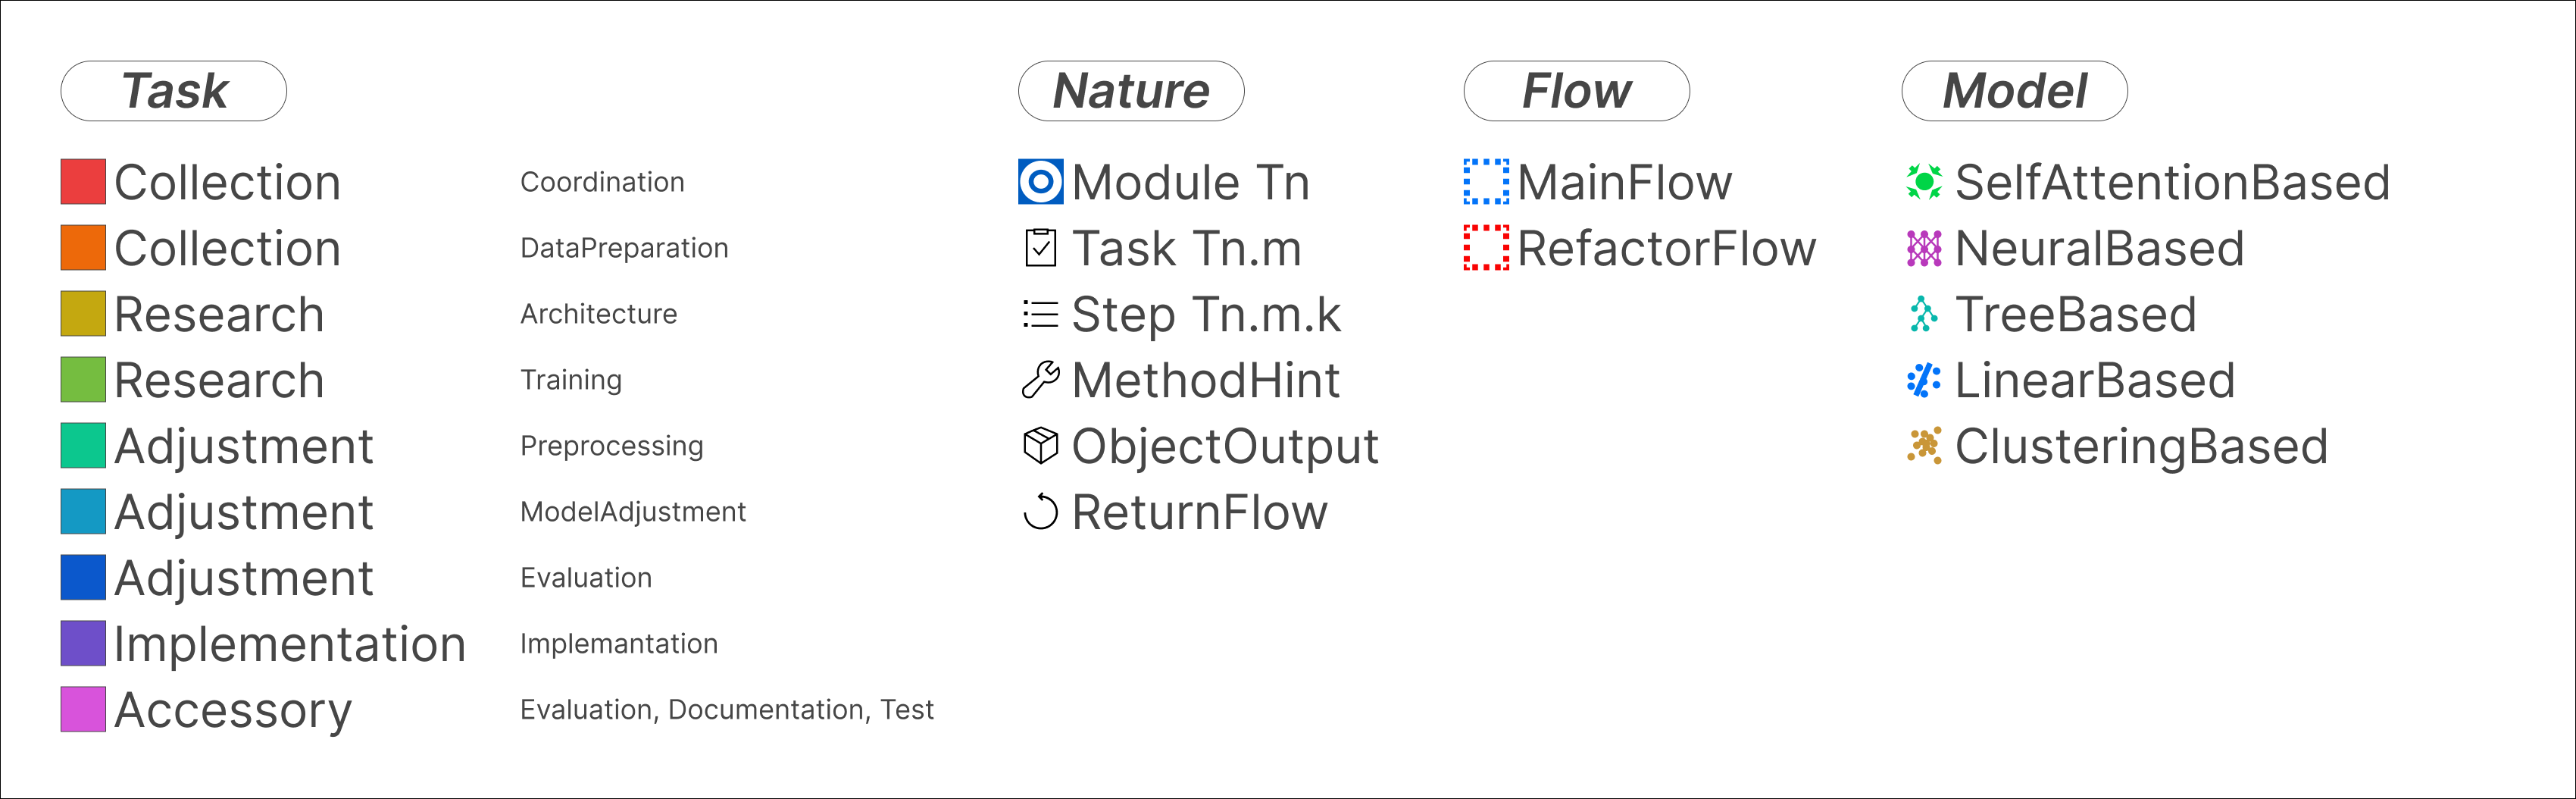 Task
Collection Coordination
Collection DataPreparation
Research Architecture
Research Training
Adjustment Preprocessing
Adjustment ModelAdjustment
Adjustment Evaluation
Implementation Implemantation
Accessory Evaluation, Documentation, Test
Nature
Module Tn
Task Tn.m
Step Tn.m.k
MethodHint
ObjectOutput
ReturnFlow
Flow
MainFlow
RefactorFlow
Model
SelfAttentionBased
NeuralBased
TreeBased
LinearBased
ClusteringBased